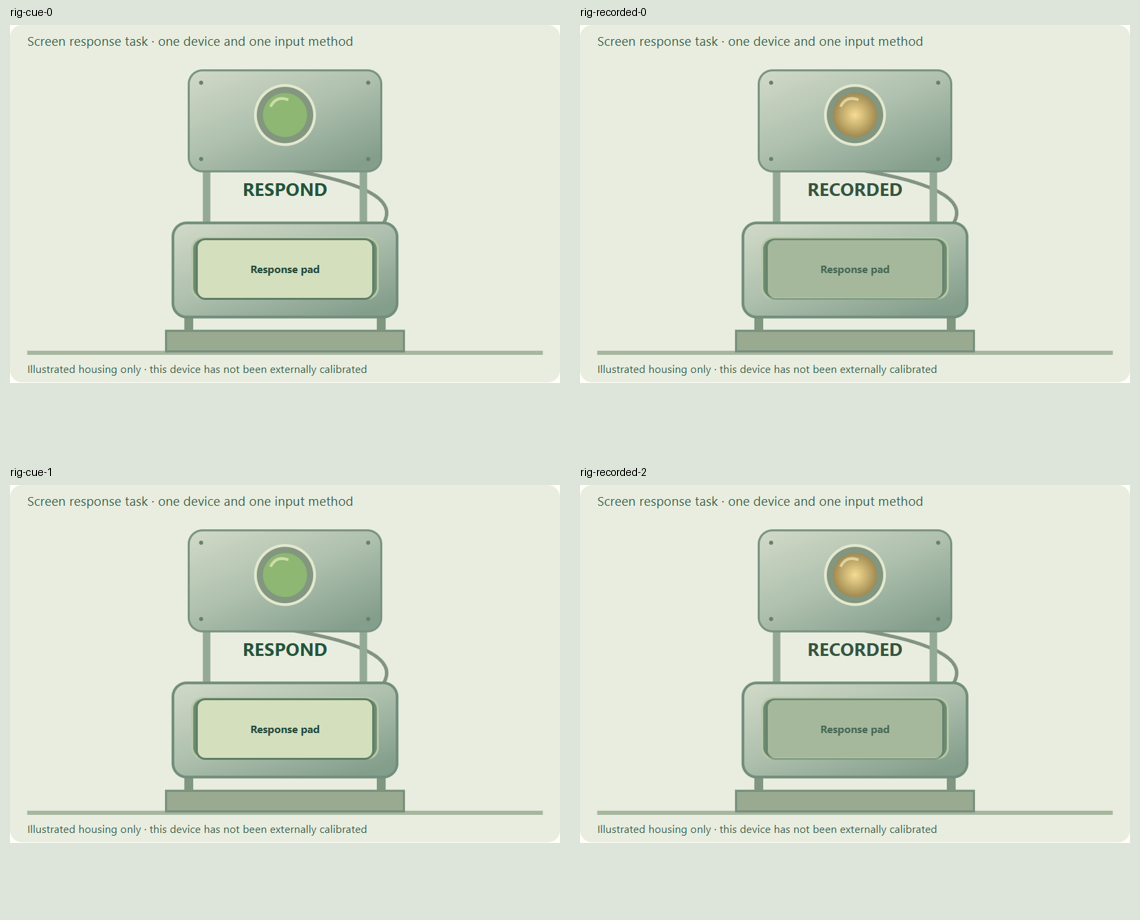 rig-cue-0
Screen response task · one device and one input method
RESPOND
Response pad
Illustrated housing only · this device has not been externally calibrated
rig-recorded-0
Screen response task · one device and one input method
RECORDED
Response pad
Illustrated housing only · this device has not been externally calibrated
rig-cue-1
Screen response task · one device and one input method
RESPOND
Response pad
Illustrated housing only · this device has not been externally calibrated
rig-recorded-2
Screen response task · one device and one input method
RECORDED
Response pad
Illustrated housing only · this device has not been externally calibrated